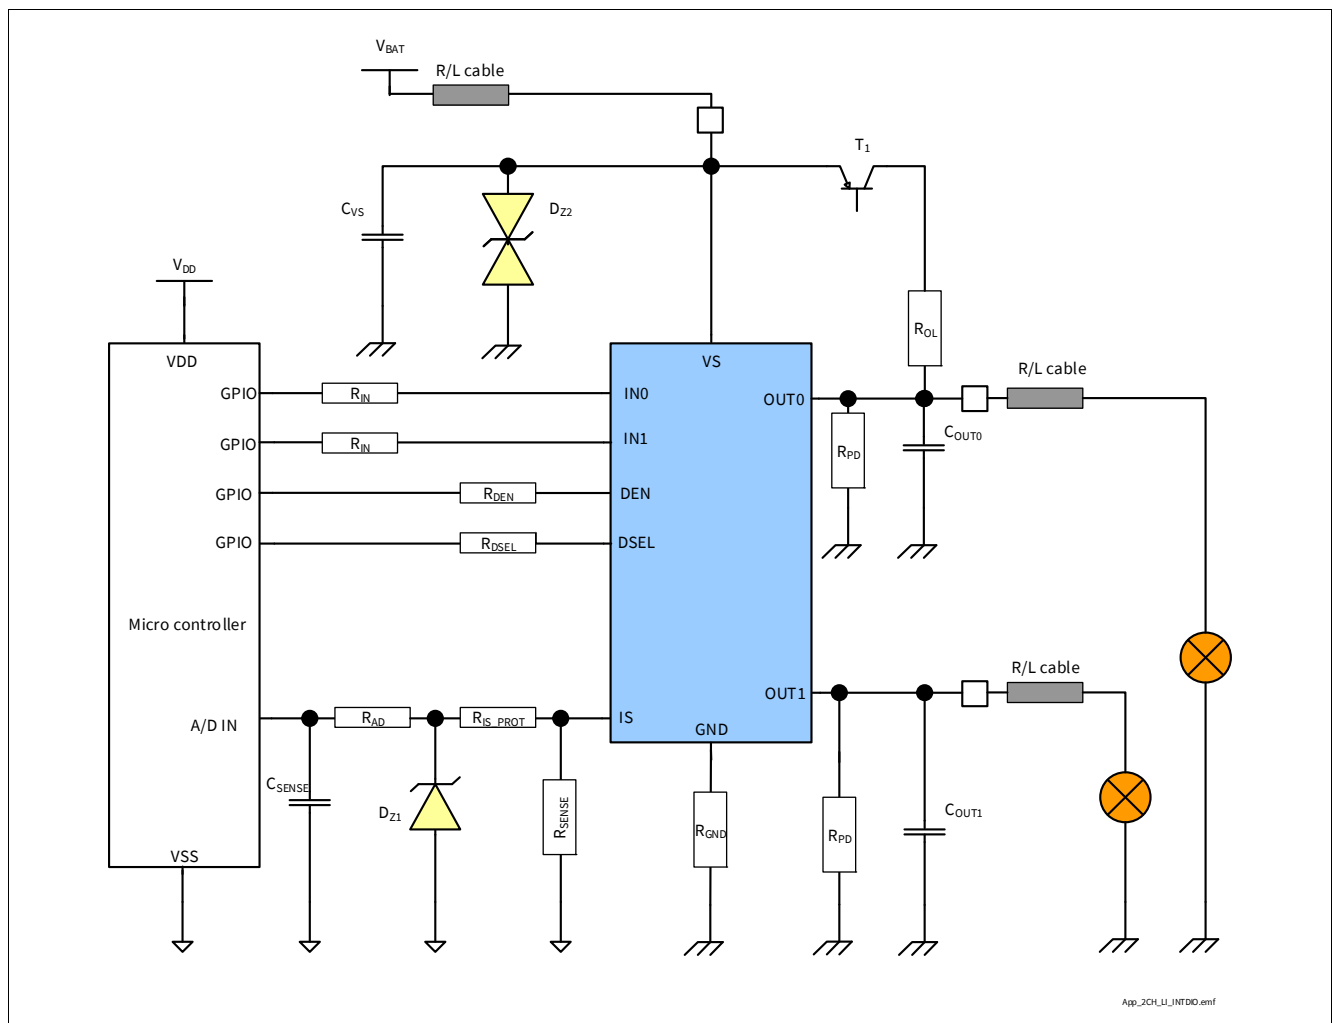 VBAT
R/L cable
T1
CVS
DZ2
VDD
ROL
VDD
VS
R/L cable
GPIO
RIN
IN0
OUT0
COUT0
GPIO
RIN
IN1
RPD
GPIO
RDEN
DEN
GPIO
RDSEL
DSEL
Micro controller
R/L cable
OUT1
A/D IN
RAD
RIS_PROT
IS
GND
CSENSE
DZ1
RSENSE
RGND
RPD
COUT1
VSS
App_2CH_LI_INTDIO.emf